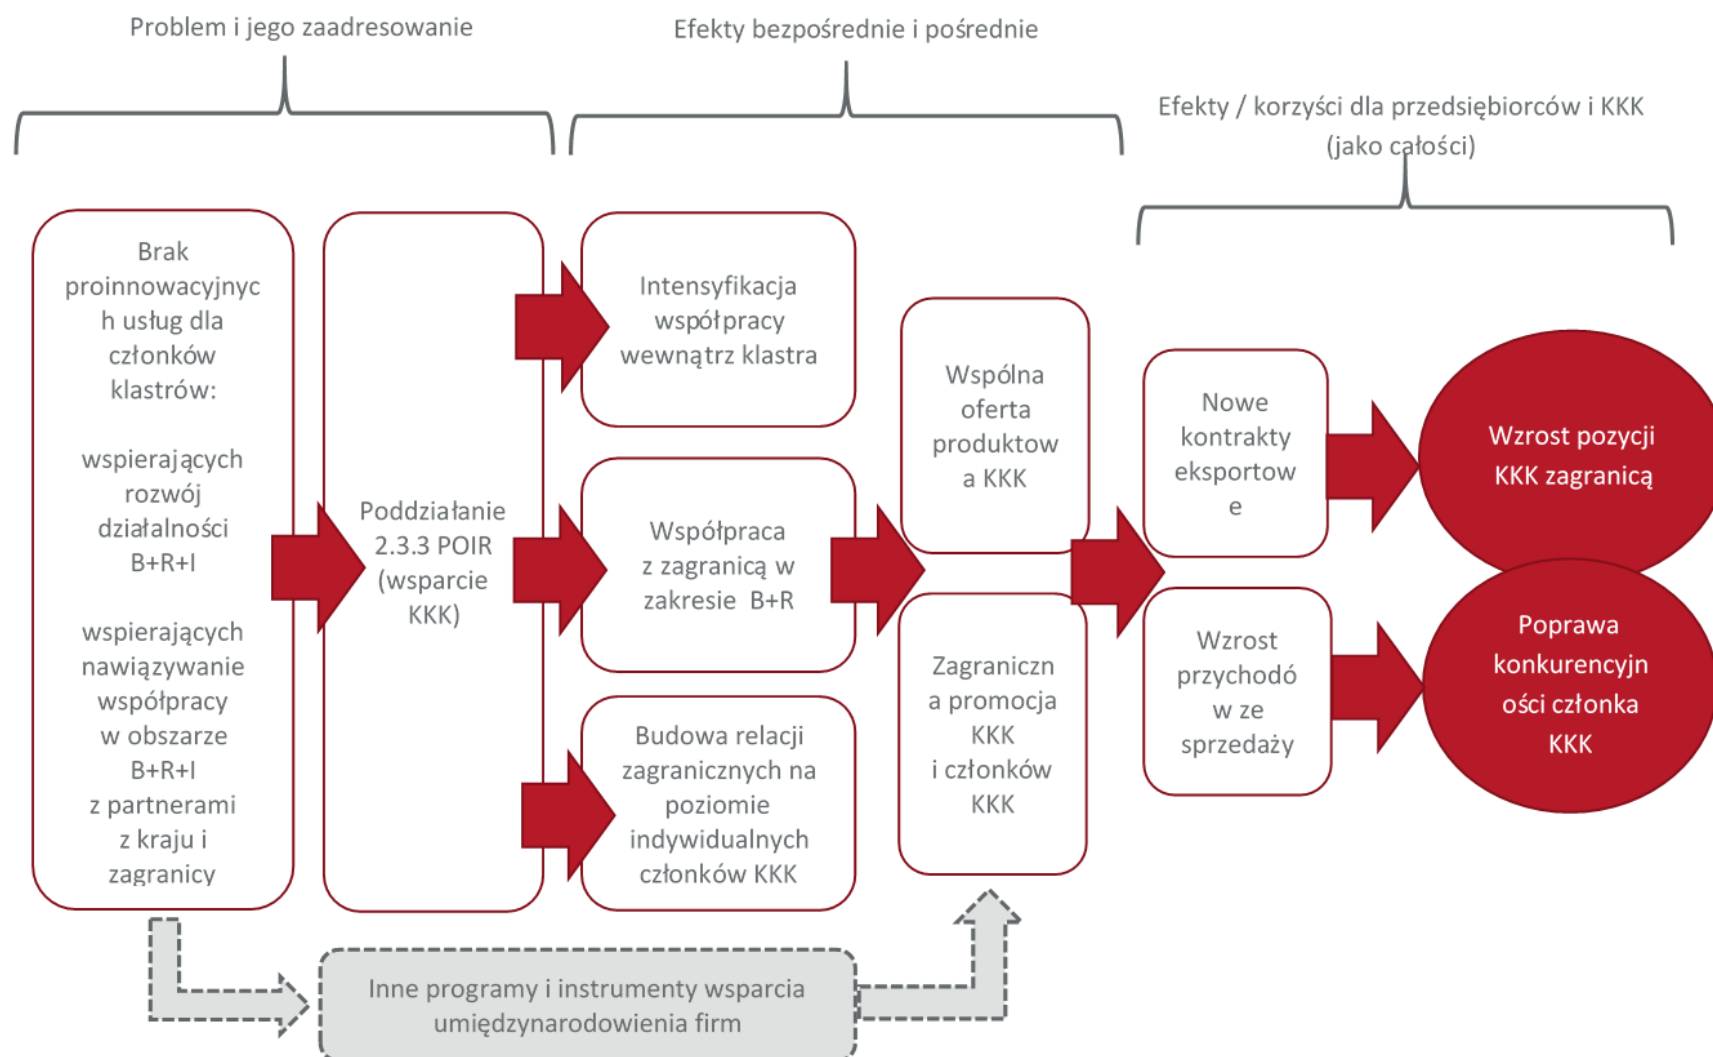 Problem i jego zaadresowanie
Efekty bezpośrednie i pośrednie
Efekty / korzyści dla przedsiębiorców i KKK
(jako całości)
Brak
proinnowacyjnyc
h usług dla
członków
klastrów:
wspierających
rozwój
działalności
B+R+I
wspierających
nawiązywanie
współpracy
w obszarze
B+R+I
z partnerami
z kraju i
zagranicy
Poddziałanie
2.3.3 POIR
(wsparcie
KKK)
Intensyfikacja
współpracy
wewnątrz klastra
Współpraca
z zagranicą w
zakresie B+R
Budowa relacji
zagranicznych na
poziomie
indywidualnych
członków KKK
Wspólna
oferta
produktow
a KKK
Zagraniczn
a promocja
KKK
i członków
KKK
Nowe
kontrakty
eksportow
e
Wzrost
przychodó
w ze
sprzedaży
Wzrost pozycji
KKK zagranicą
Poprawa
konkurencyjn
ości członka
KKK
Inne programy i instrumenty wsparcia
umiędzynarodowienia firm